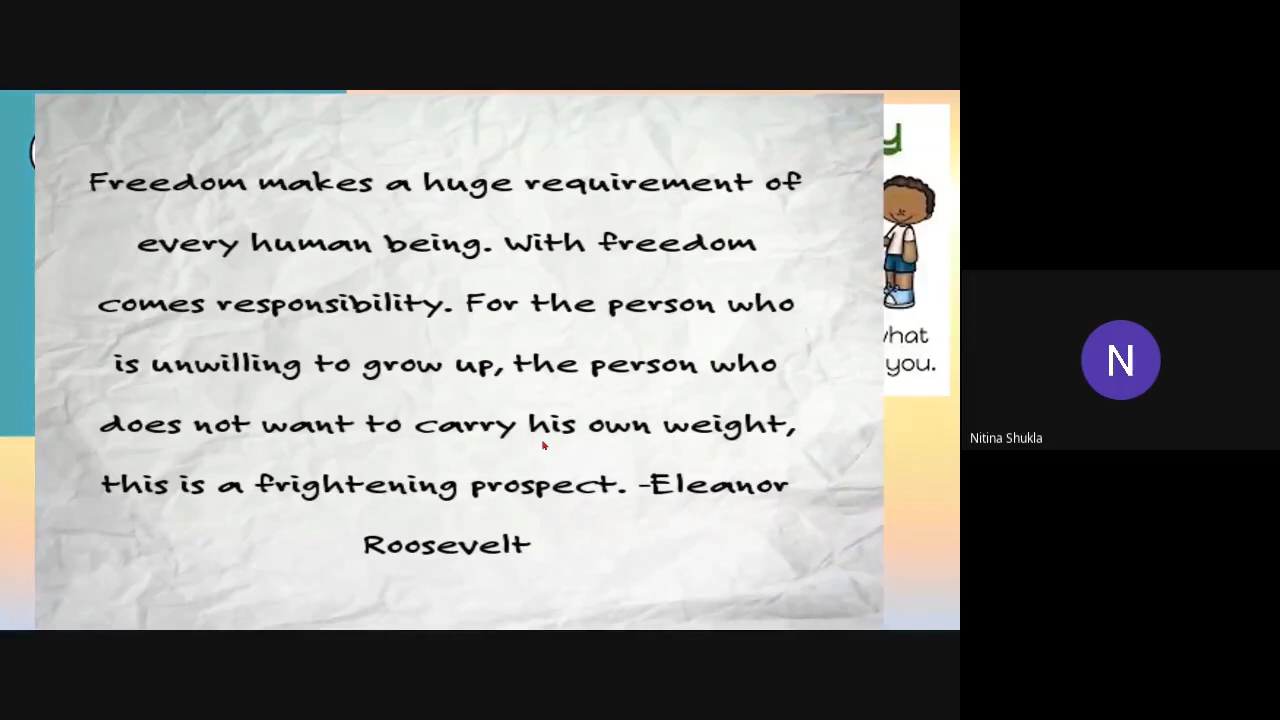 Freedom makes a huge requirement of
every human being. With freedom
comes responsibility. For the person who
is unwilling to grow up, the person who
does not want to carry his own weight,
this is a frightening prospect. -Eleanor
Roosevelt
you.
N
Nitina Shukla